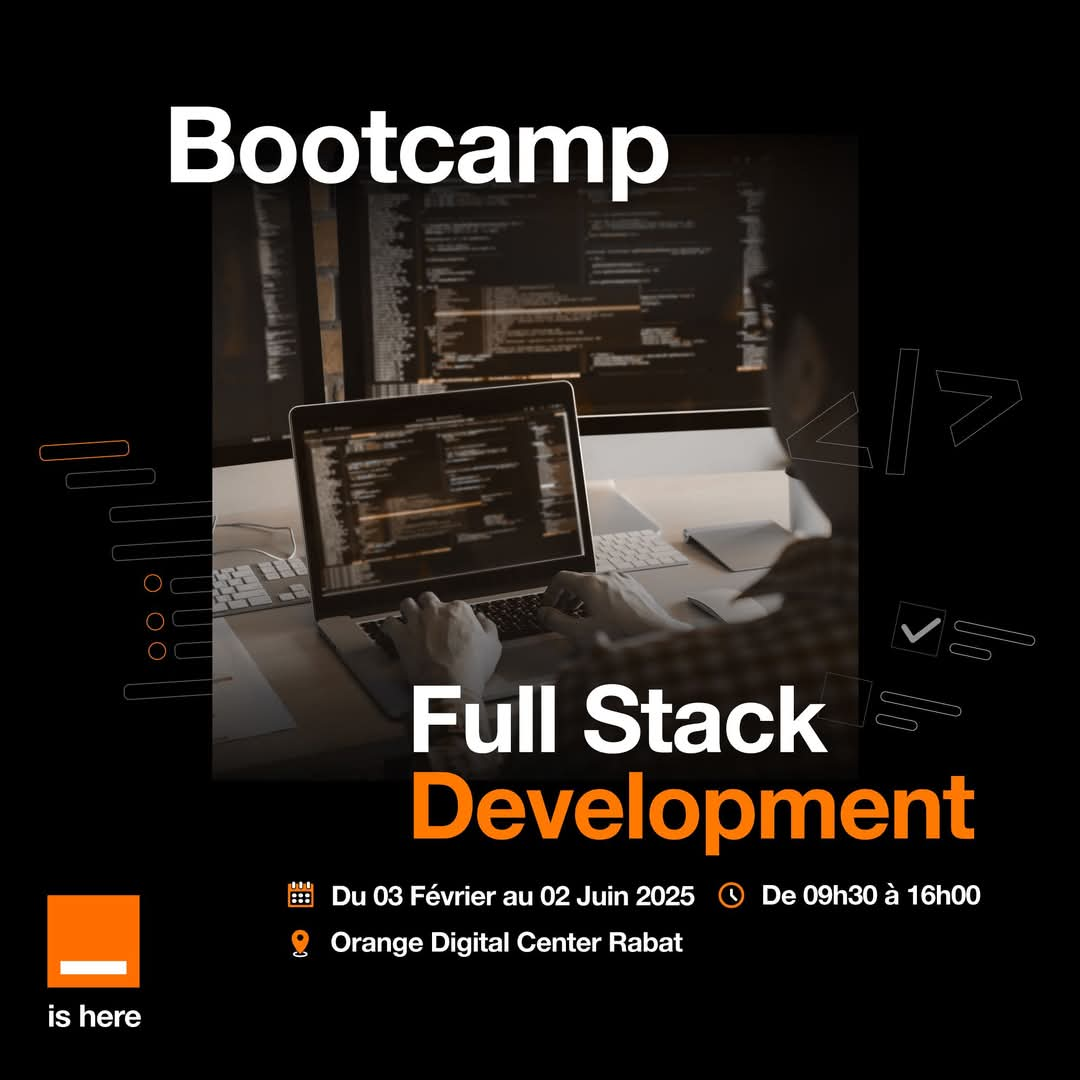 Bootcamp
Full Stack
Development
Du 03 Février au 02 Juin 2025
De 09h30 à 16h00
Orange Digital Center Rabat
is here